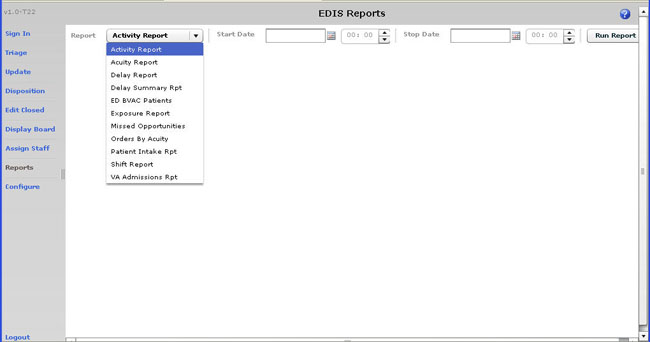 v1.0-T22
EDIS Reports
Sign In
Triage
Update
Disposition
Edit Closed
Display Board
Assign Staff
Reports
Configure
Logout
Report Activity Report Start Date 00: 00 Stop Date 00: 00 Run Report
Activity Report
Acuity Report
Delay Report
Delay Summary Rpt
ED BVAC Patients
Exposure Report
Missed Opportunities
Orders By Acuity
Patient Intake Rpt
Shift Report
VA Admissions Rpt